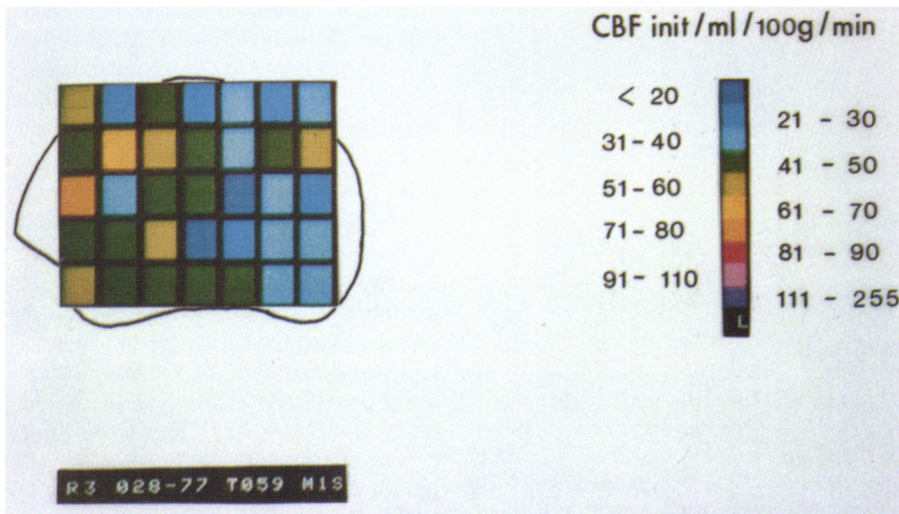 CBF init/ml/100g/min
< 20
21 - 30
31-40
41 - 50
51-60
61 - 70
71-80
81 - 90
91-110
111 - 255
L
R3 028-77 T059 M1S